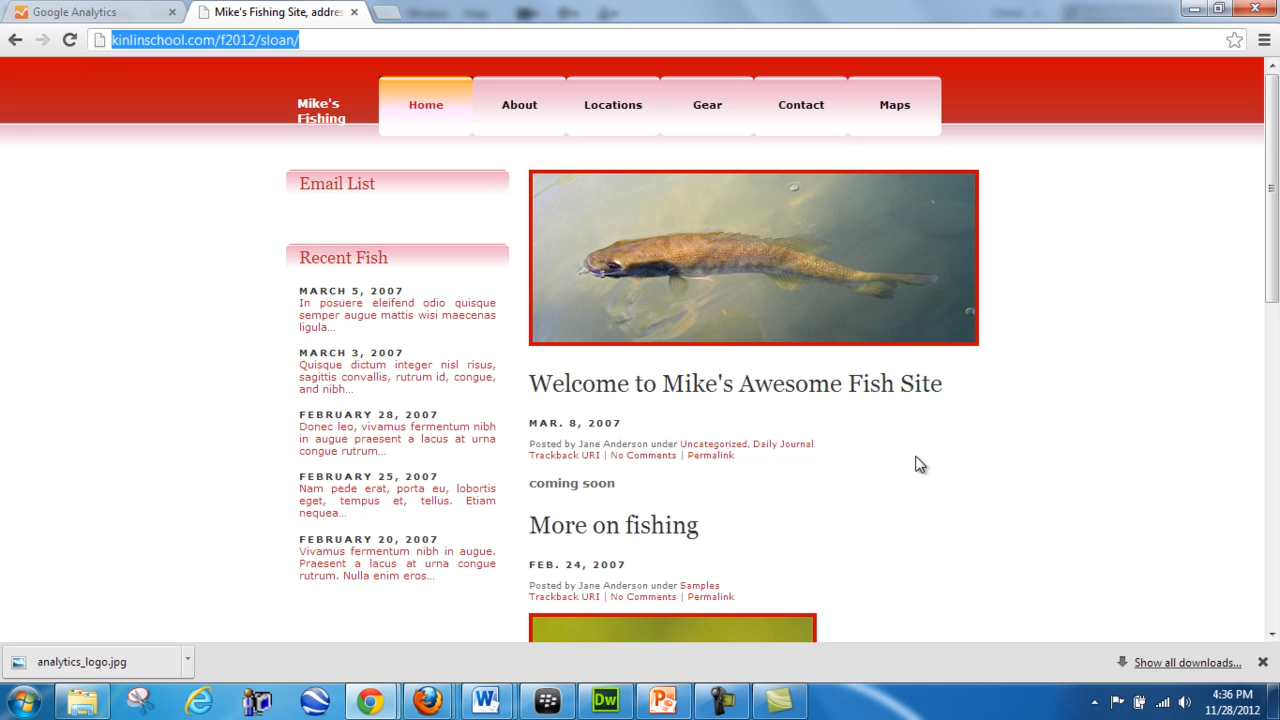 Google Analytics
Mike's Fishing Site, addres
kinlinschool.com/f2012/sloan/
Mike's
Fishing
Home
About
Locations
Gear
Contact
Maps
Email List
Recent Fish
MARCH 5, 2007
In posuere eleifend odio quisque
semper augue mattis wisi maecenas
ligula...
MARCH 3, 2007
Quisque dictum integer nisl risus,
sagittis convallis, rutrum id, congue,
and nibh...
FEBRUARY 28, 2007
Donec leo, vivamus fermentum nibh
in augue praesent a lacus at urna
congue rutrum...
FEBRUARY 25, 2007
Nam pede erat, porta eu, lobortis
eget, tempus et, tellus. Etiam
nequea...
FEBRUARY 20, 2007
Vivamus fermentum nibh in augue.
Praesent a lacus at urna congue
rutrum. Nulla enim eros...
Welcome to Mike's Awesome Fish Site
MAR. 8, 2007
Posted by Jane Anderson under Uncategorized, Daily Journal
Trackback URI | No Comments | Permalink
coming soon
More on fishing
FEB. 24, 2007
Posted by Jane Anderson under Samples
Trackback URI | No Comments | Permalink
analytics_logo.jpg
Show all downloads...
Dw
4:36 PM
11/28/2012